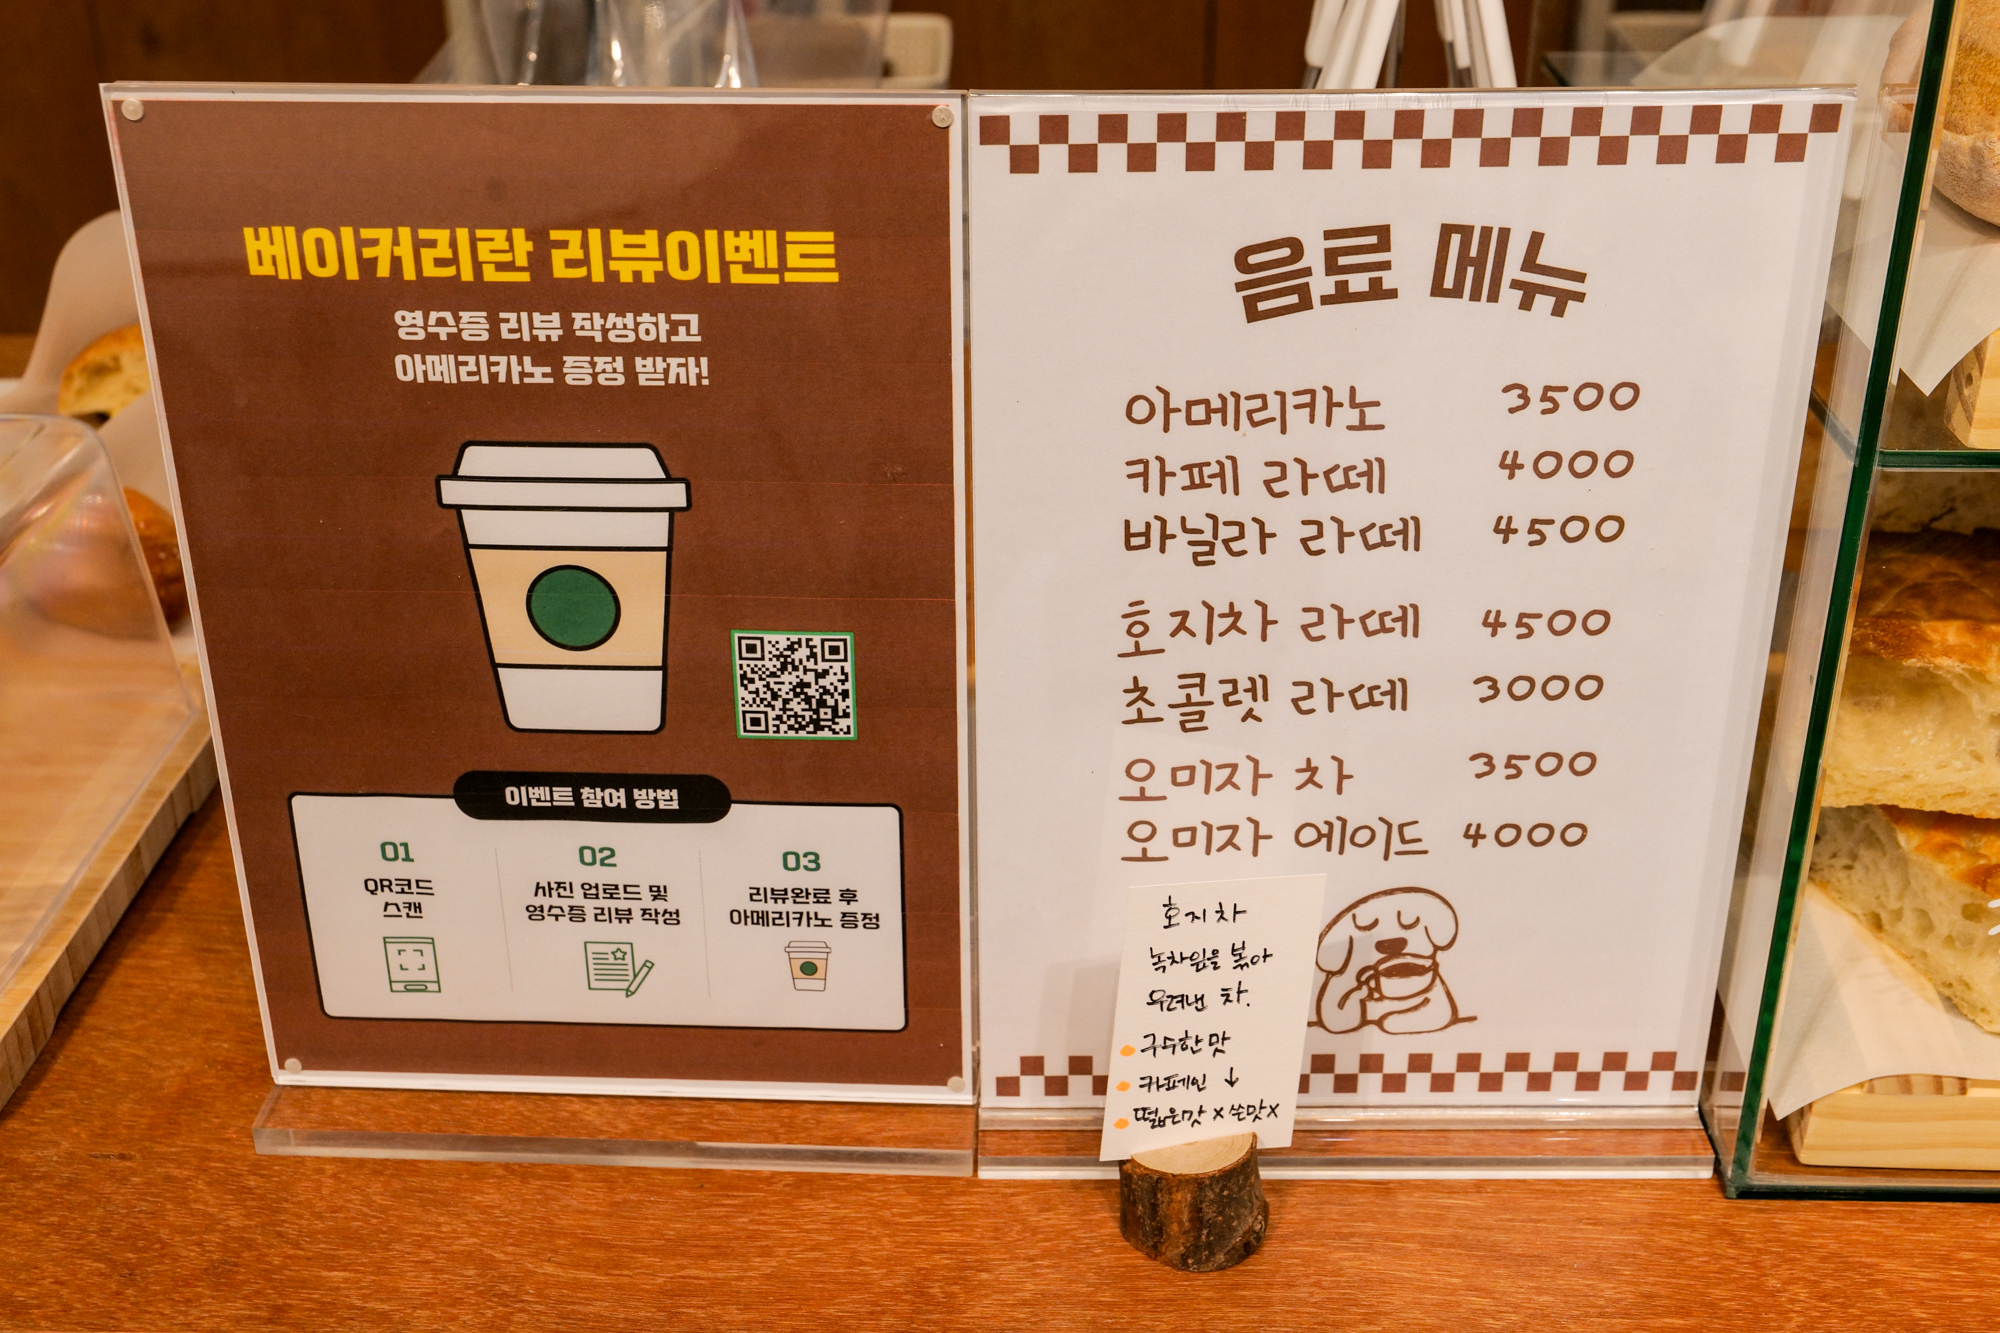 베이커리란 리뷰이벤트
영수증 리뷰 작성하고
아메리카노 증정 받자!
이벤트 참여 방법
01
QR코드
스캔
02
사진 업로드 및
영수증 리뷰 작성
03
리뷰완료 후
아메리카노 증정
음료 메뉴
아메리카노 3500
카페 라떼 4000
바닐라 라떼 4500
호지차 라떼 4500
초콜렛 라떼 3000
오미자 차 3500
오미자 에이드 4000
호지차
녹차잎을 볶아
우려낸 차.
구수한맛
카페인 ↓
떫은맛 x 쓴맛x